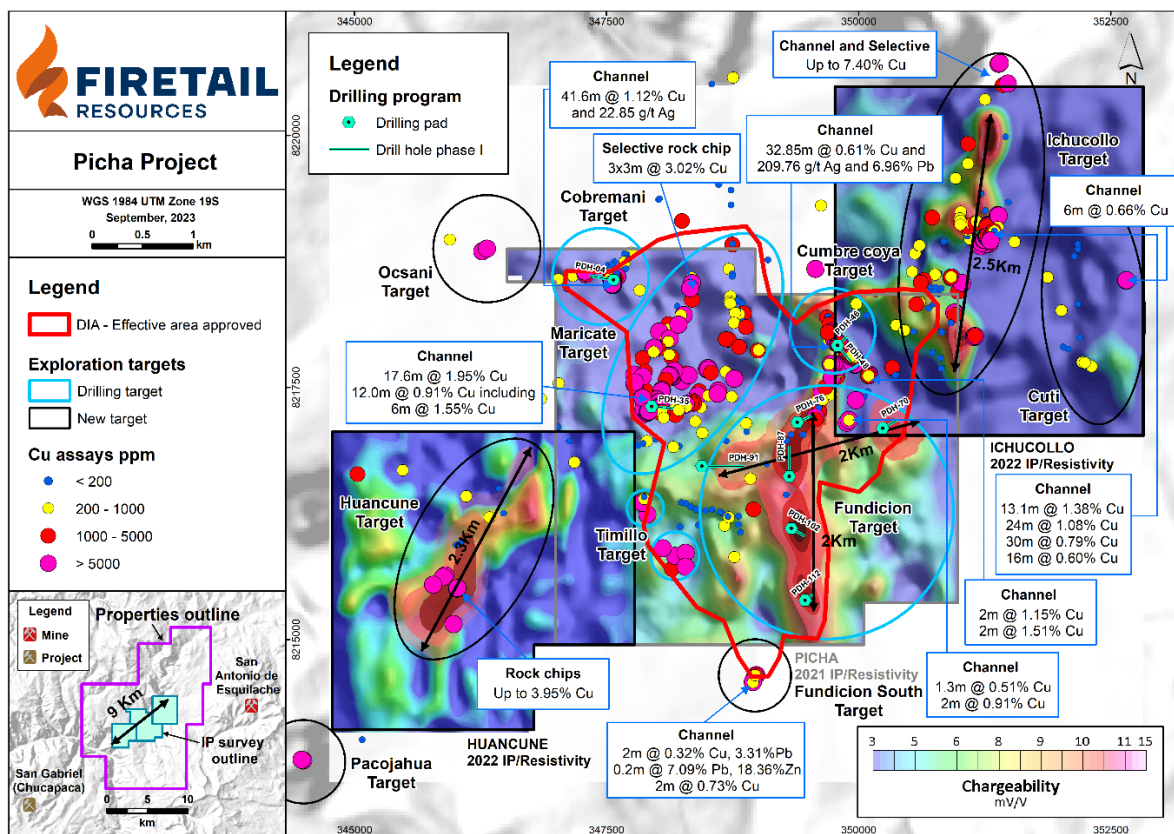 FIRETAIL
RESOURCES
Picha Project
WGS 1984 UTM Zone 19S
September, 2023
1 0.5 0 1
km
Legend
DIA - Effective area approved
Exploration targets
Drilling target
New target
Cu assays ppm
< 200
200 - 1000
1000 - 5000
> 5000
Legend
Mine
Project
Properties outline
San
Antonio de
Esquilache
9 Km
IP survey
outline
San Gabriel
(Chucapaca)
0 5 10
km
345000
347500
350000
352500
8220000
8217500
8215000
345000
347500
350000
352500
N
Legend
Drilling program
Drilling pad
Drill hole phase I
Channel
41.6m @ 1.12% Cu
and 22.85 g/t Ag
Selective rock chip
3x3m @ 3.02% Cu
Channel
32.85m @ 0.61% Cu and
209.76 g/t Ag and 6.96% Pb
Channel and Selective
Up to 7.40% Cu
Channel
6m @ 0.66% Cu
Ichucollo
Target
2.5Km
Cobremani
Target
PDH-04
Ocsani
Target
Cumbre coya
Target
PDH-46
PDH-48
Maricate
Target
PDH-35
Channel
17.6m @ 1.95% Cu
12.0m @ 0.91% Cu including
6m @ 1.55% Cu
Cuti
Target
PDH-76
PDH-70
PDH-87
PDH-91
2Km
ICHUCOLLO
2022 IP/Resistivity
Huancune
Target
2.3Km
Timillo
Target
Fundicion
Target
PDH-102
2Km
PDH-112
Channel
13.1m @ 1.38% Cu
24m @ 1.08% Cu
30m @ 0.79% Cu
16m @ 0.60% Cu
Channel
2m @ 1.15% Cu
2m @ 1.51% Cu
Channel
1.3m @ 0.51% Cu
2m @ 0.91% Cu
Rock chips
Up to 3.95% Cu
PICHA
2021 IP/Resistivity
Fundicion South
Target
HUANCUNE
2022 IP/Resistivity
Pacojahua
Target
Channel
2m @ 0.32% Cu, 3.31%Pb
0.2m @ 7.09% Pb, 18.36%Zn
2m @ 0.73% Cu
3 5 6 7 8 9 10 11 15
Chargeability
mV/V